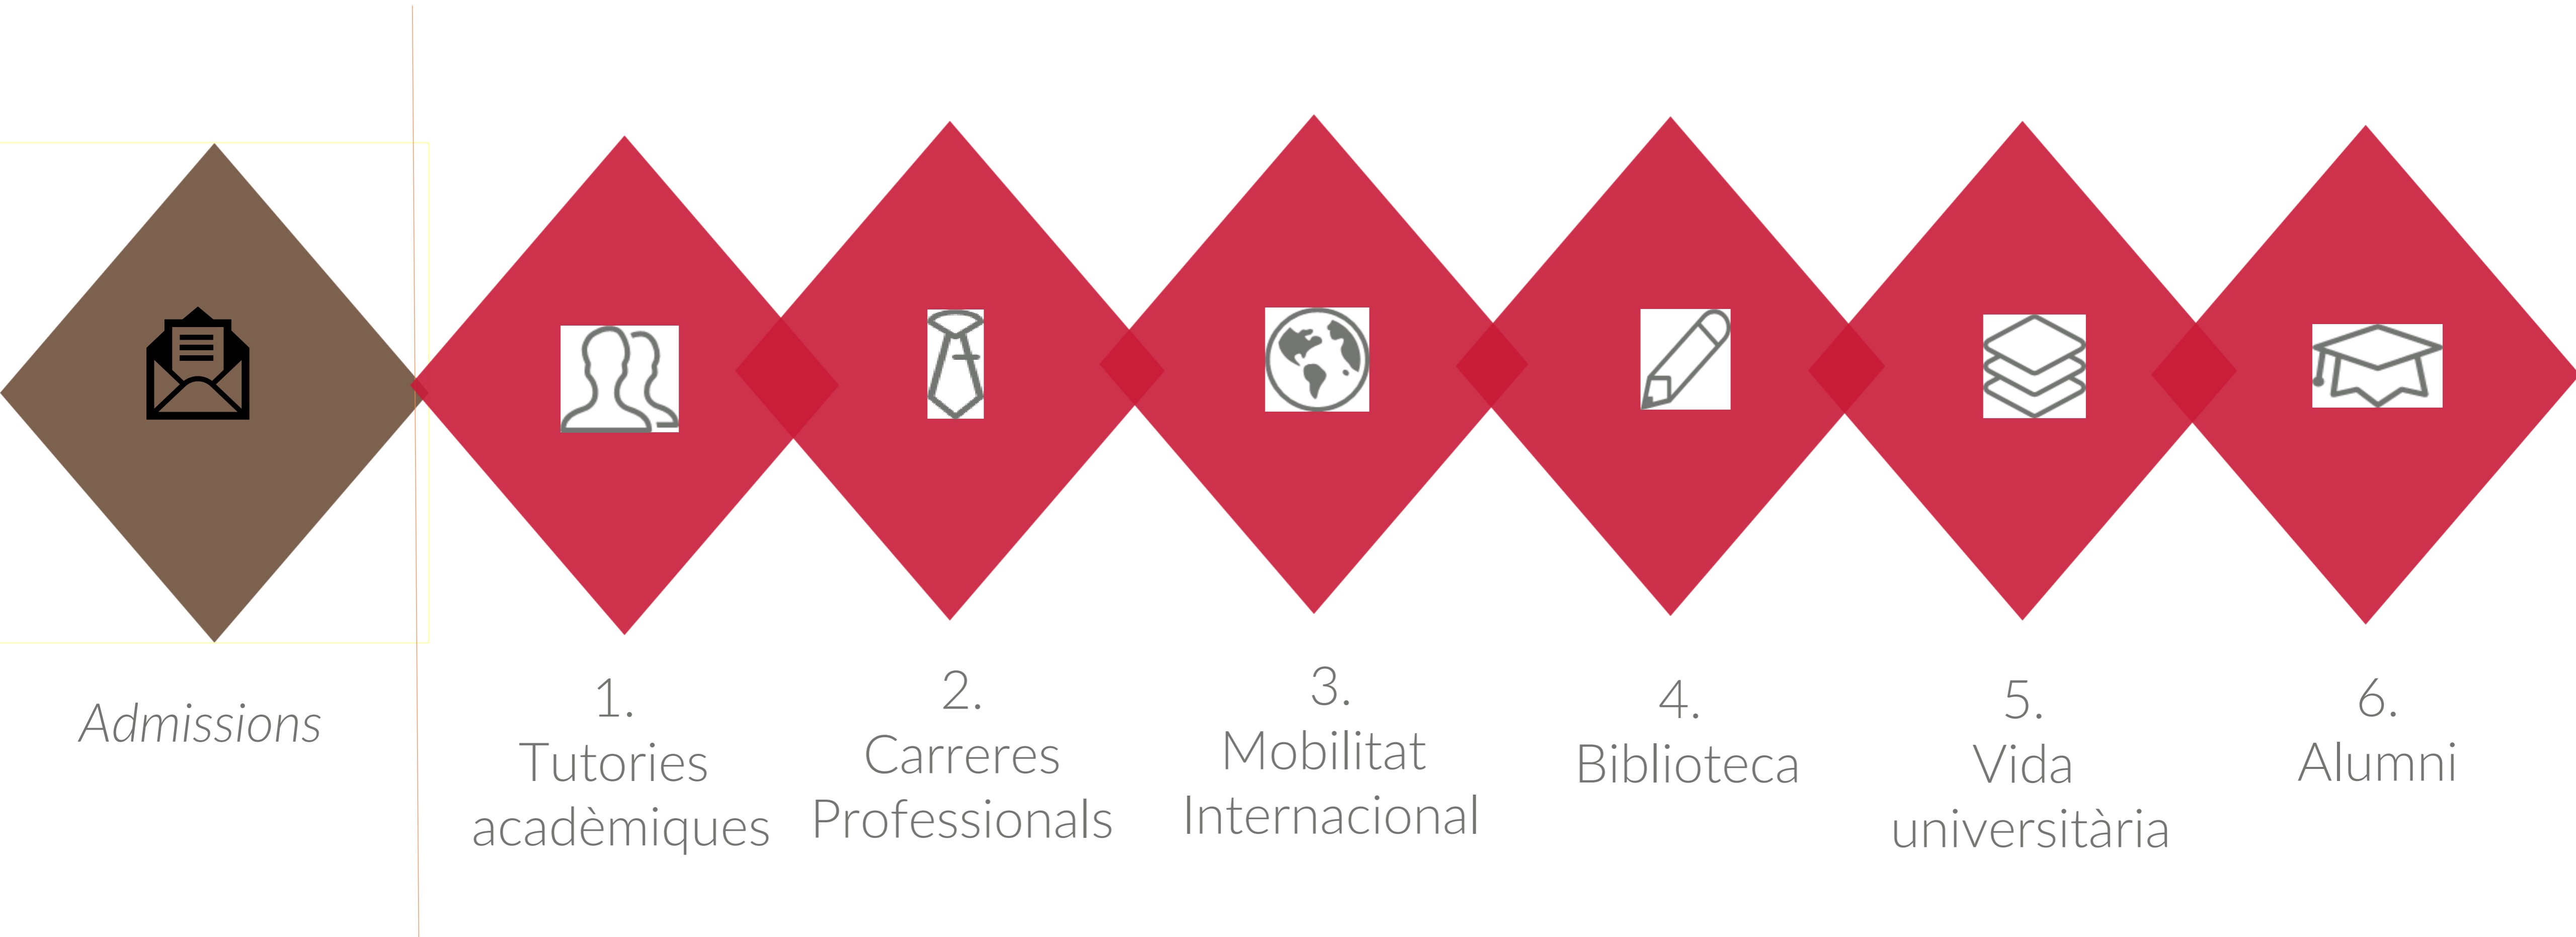 Admissions
1.
Tutories
acadèmiques
2.
Carreres
Professionals
3.
Mobilitat
Internacional
4.
Biblioteca
5.
Vida
universitària
6.
Alumni